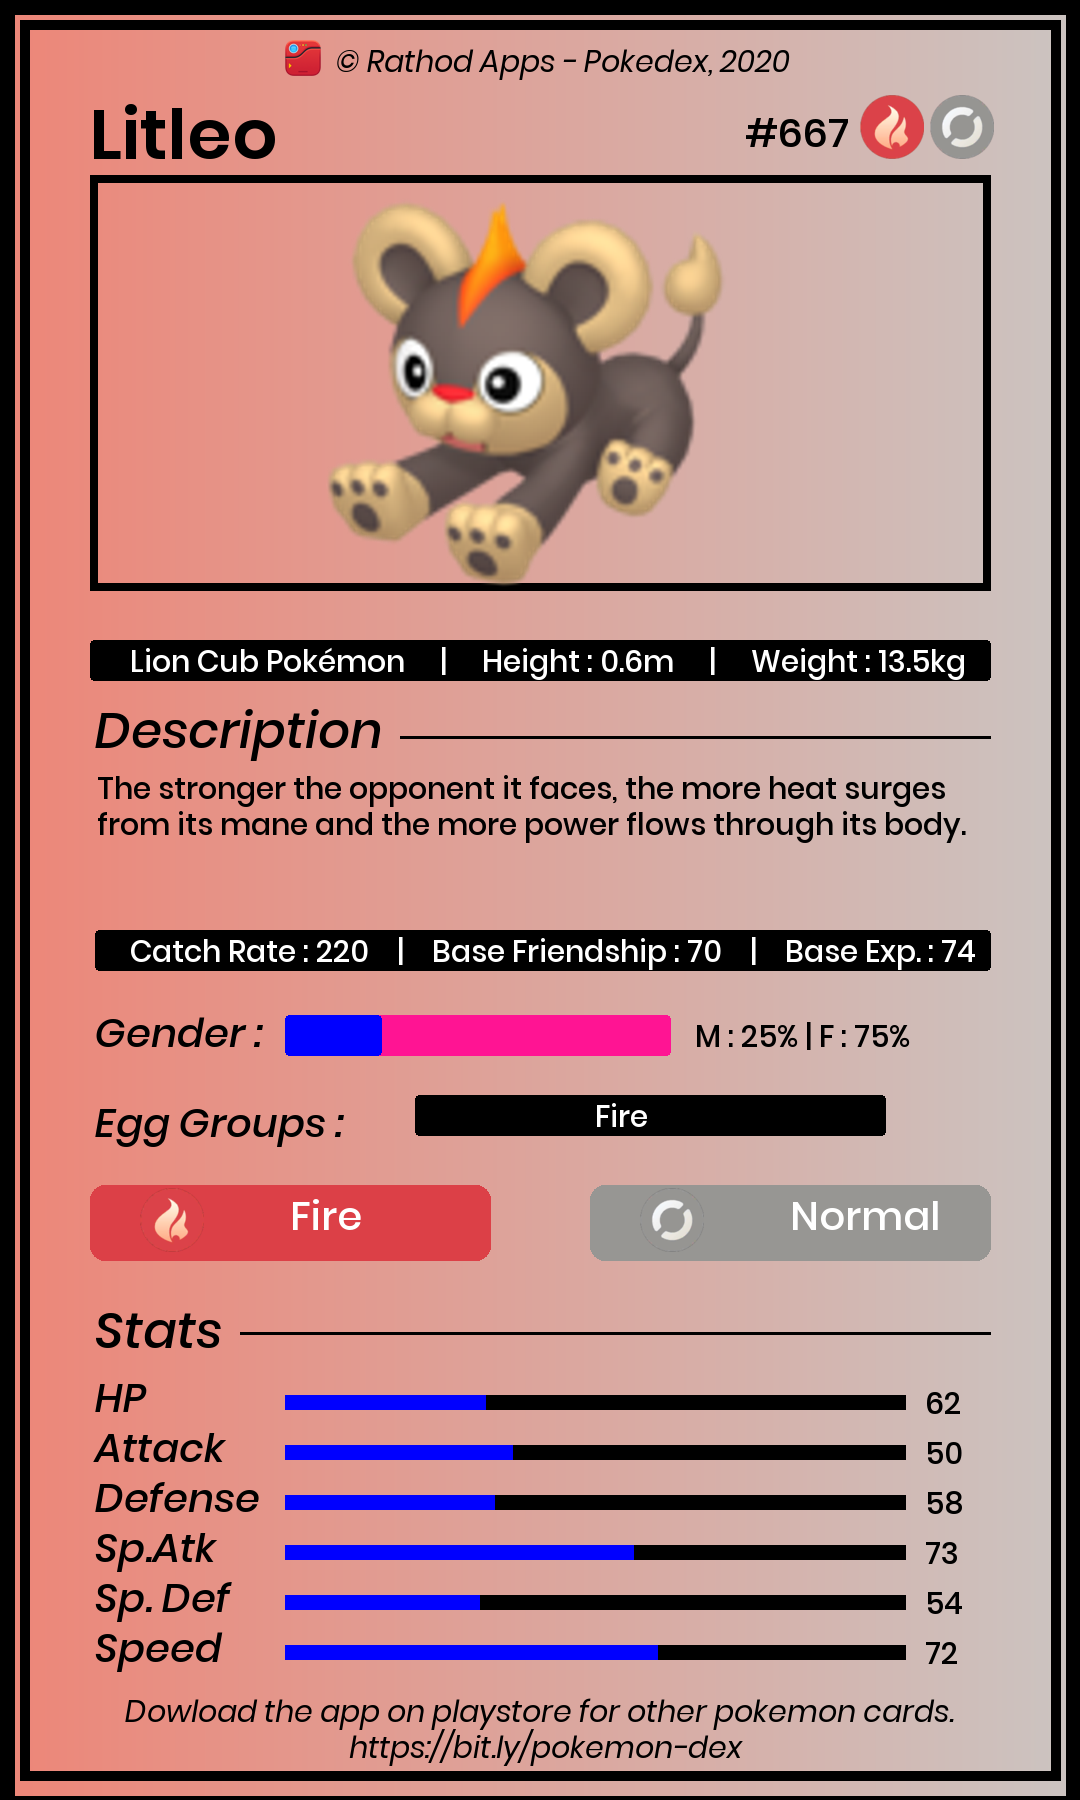 © Rathod Apps - Pokedex, 2020
Litleo #667
Lion Cub Pokémon | Height : 0.6m | Weight : 13.5kg
Description
The stronger the opponent it faces, the more heat surges
from its mane and the more power flows through its body.
Catch Rate : 220 | Base Friendship : 70 | Base Exp. : 74
Gender : M : 25% | F : 75%
Egg Groups : Fire
Fire Normal
Stats
HP 62
Attack 50
Defense 58
Sp.Atk 73
Sp. Def 54
Speed 72
Dowload the app on playstore for other pokemon cards.
https://bit.ly/pokemon-dex